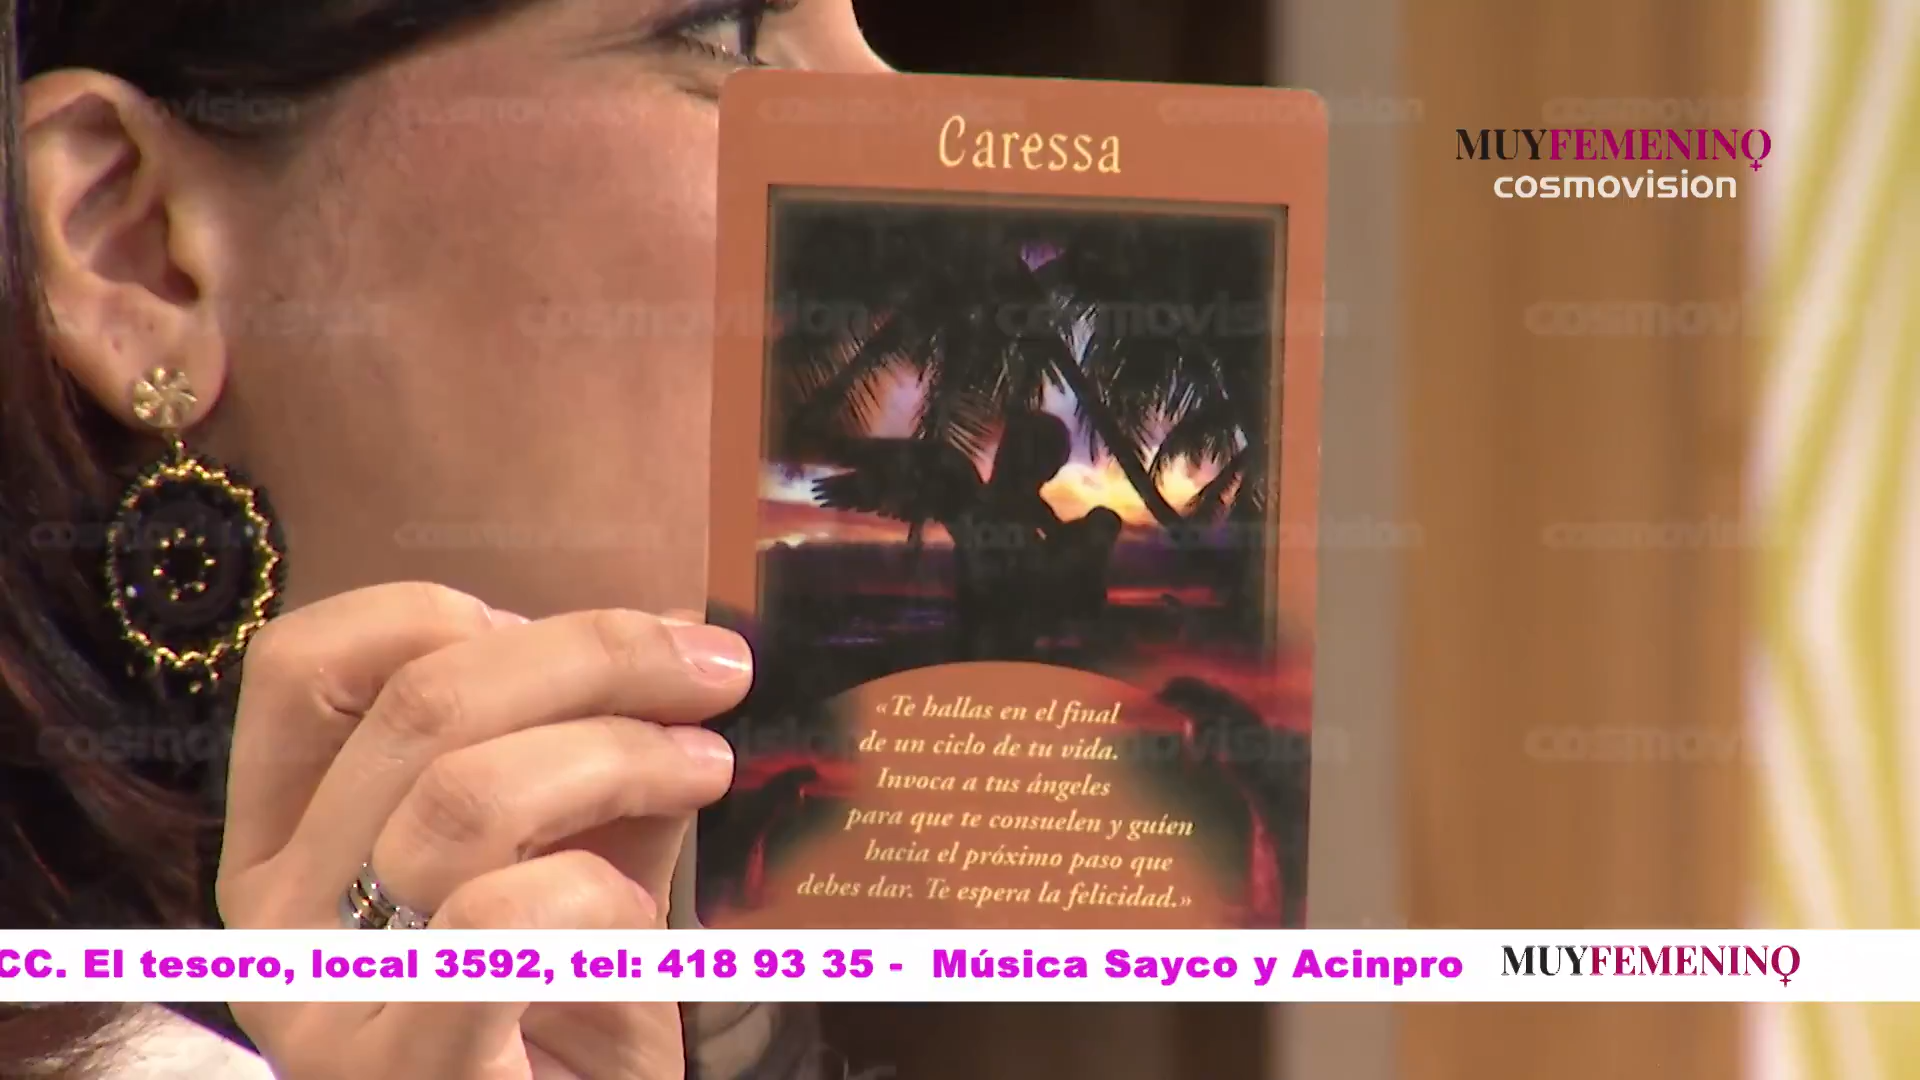 Caressa
MUYFEMENINO
cosmovision
«Te hallas en el final
de un ciclo de tu vida.
Invoca a tus ángeles
para que te consuelen y guíen
hacia el próximo paso que
debes dar. Te espera la felicidad.»
CC. El tesoro, local 3592, tel: 418 93 35 - Música Sayco y Acinpro
MUYFEMENINO